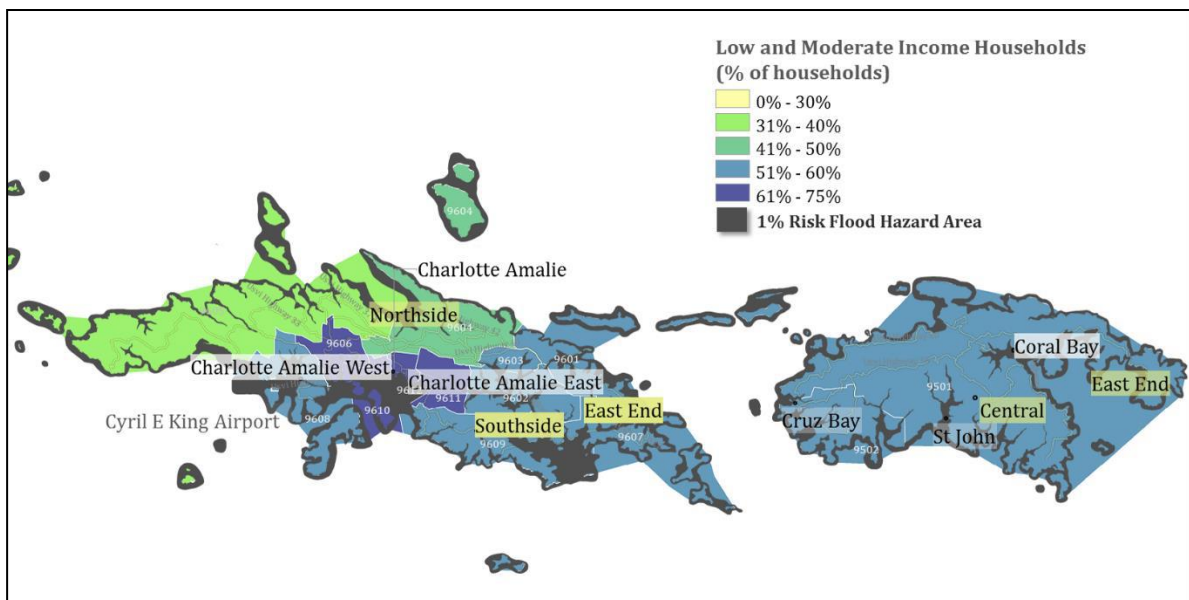 Low and Moderate Income Households
(% of households)
0% - 30%
31% - 40%
41% - 50%
51% - 60%
61% - 75%
1% Risk Flood Hazard Area
9604
Charlotte Amalie
Northside
9604
9606
9603
9601
Charlotte Amalie West
Charlotte Amalie East
9611
9602
Cyril E King Airport
9608
9610
Southside
East End
9609
9607
Coral Bay
9501
East End
Central
Cruz Bay
St John
9502